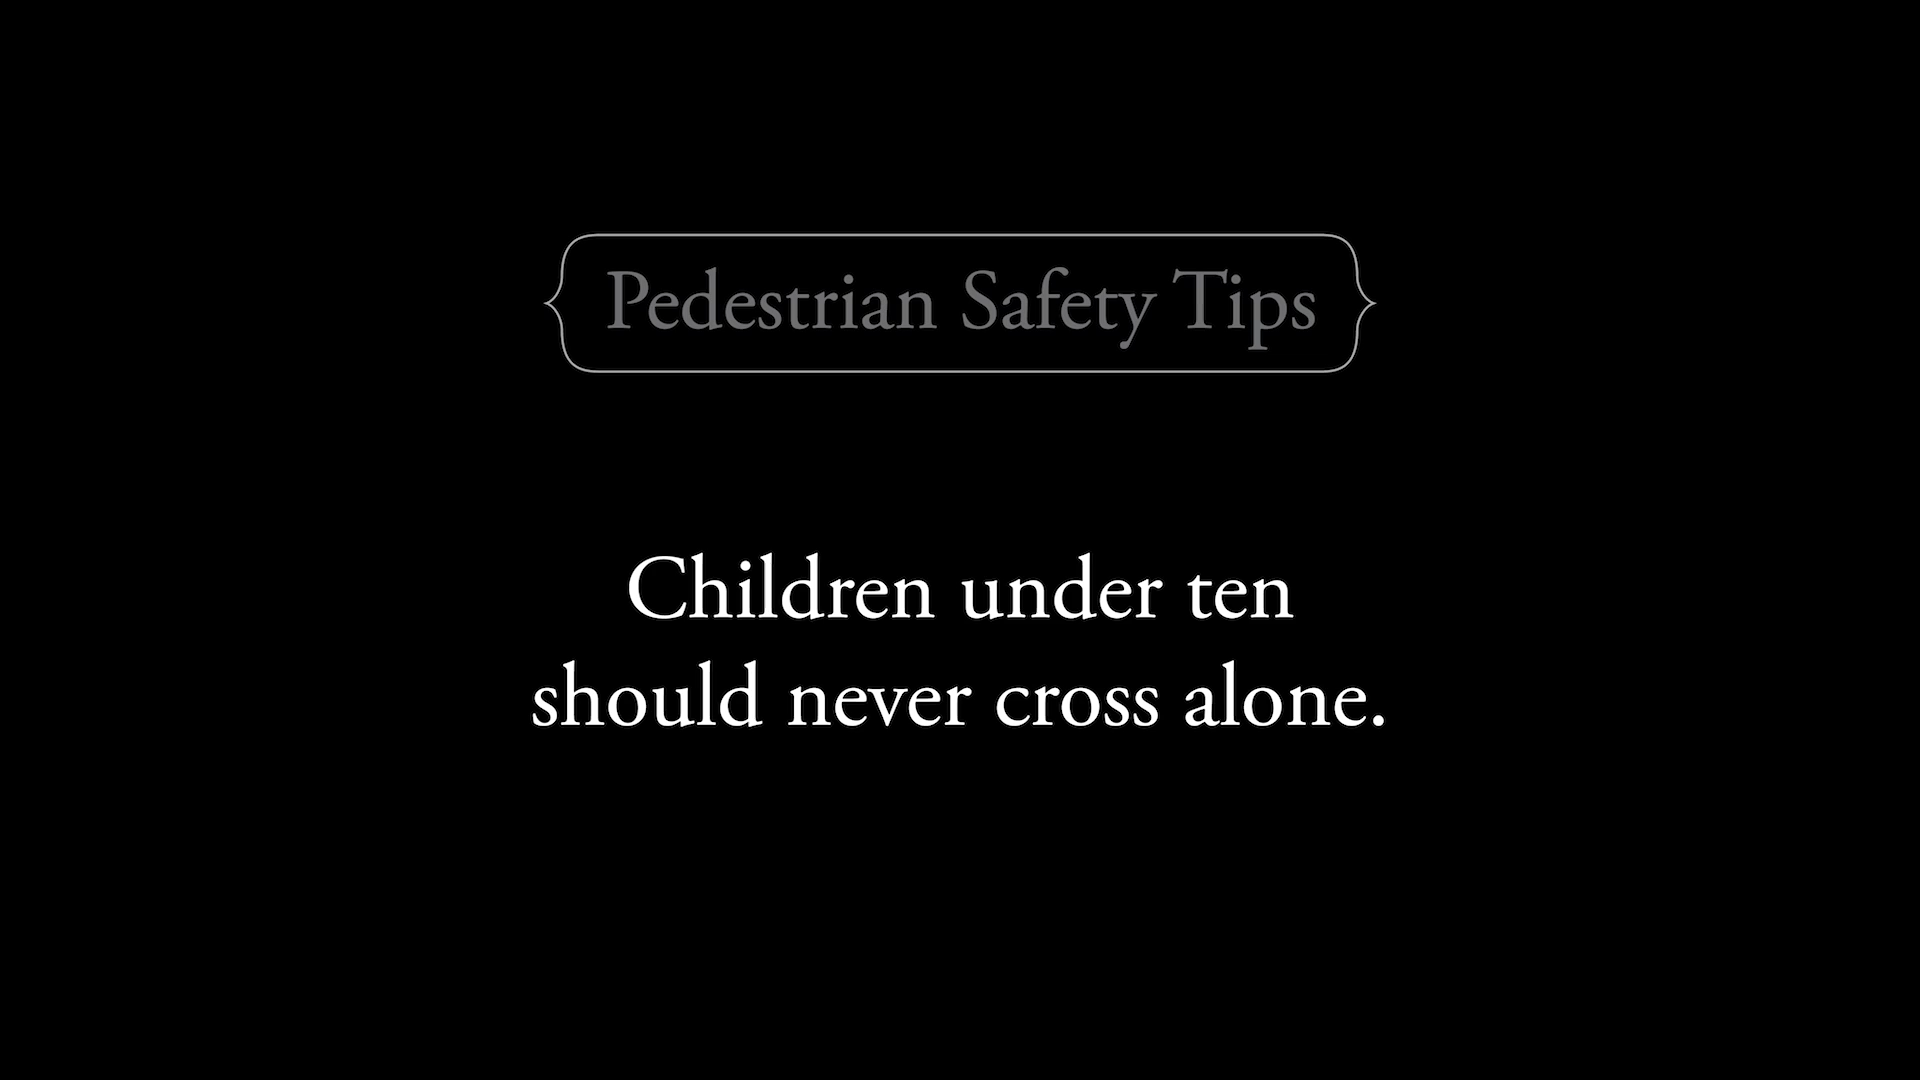 Pedestrian Safety Tips
Children under ten
should never cross alone.